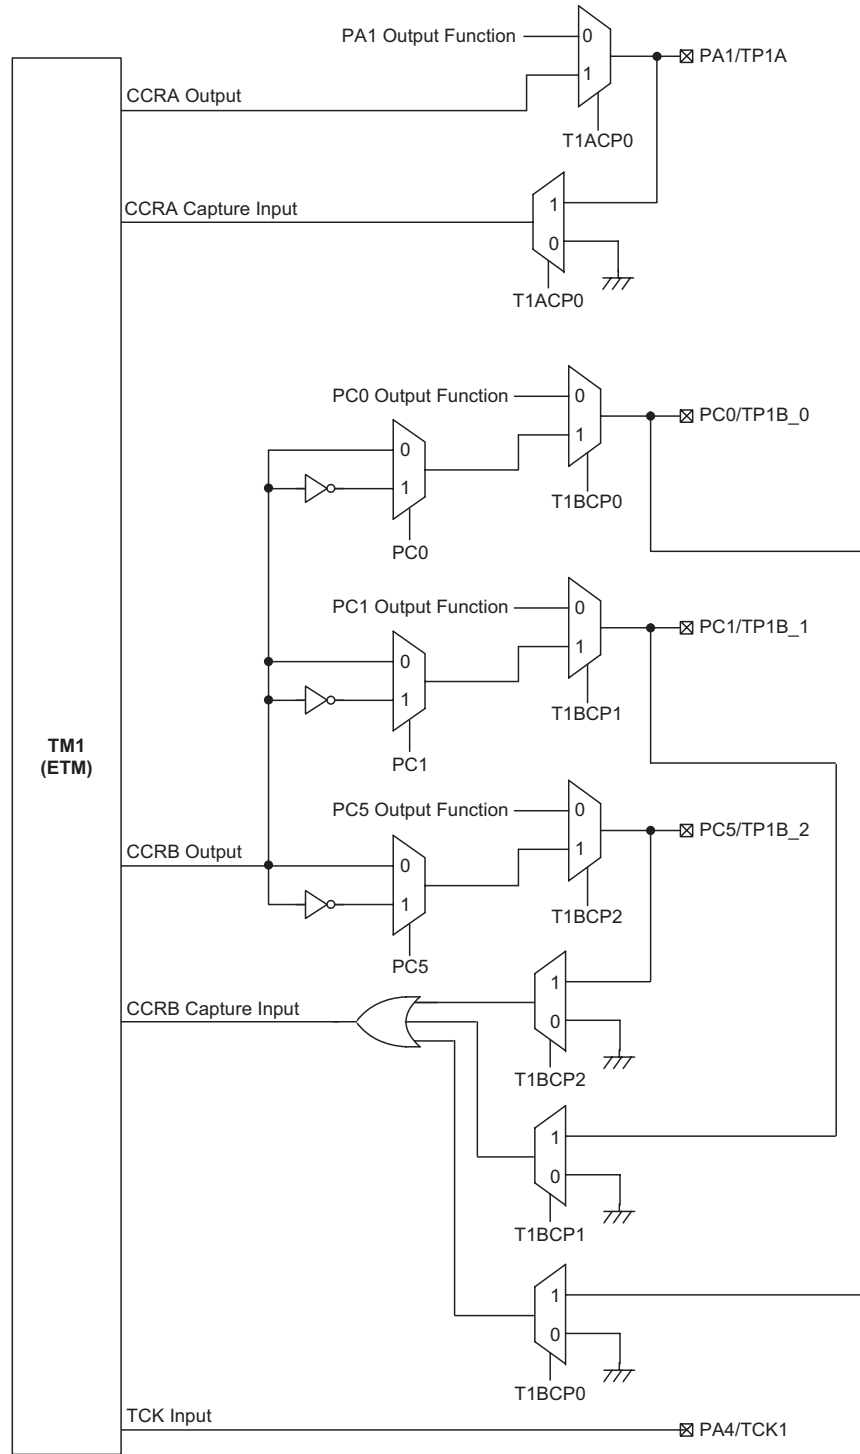 PA1 Output Function
0
1
PA1/TP1A
CCRA Output
T1ACP0
CCRA Capture Input
1
0
T1ACP0
PC0 Output Function
0
1
PC0/TP1B_0
0
1
T1BCP0
PC0
PC1 Output Function
0
1
PC1/TP1B_1
0
1
T1BCP1
PC1
TM1
(ETM)
PC5 Output Function
0
1
PC5/TP1B_2
CCRB Output
0
1
T1BCP2
PC5
CCRB Capture Input
1
0
T1BCP2
1
0
T1BCP1
1
0
T1BCP0
TCK Input
PA4/TCK1